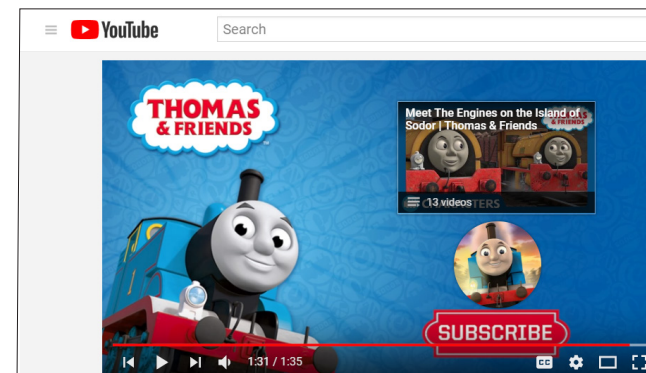 YouTube
Search
THOMAS
& FRIENDS
Meet The Engines on the Island of
Sodor | Thomas & Friends
& FRIENDS
13 videos
SUBSCRIBE
1:31 / 1:35
CC